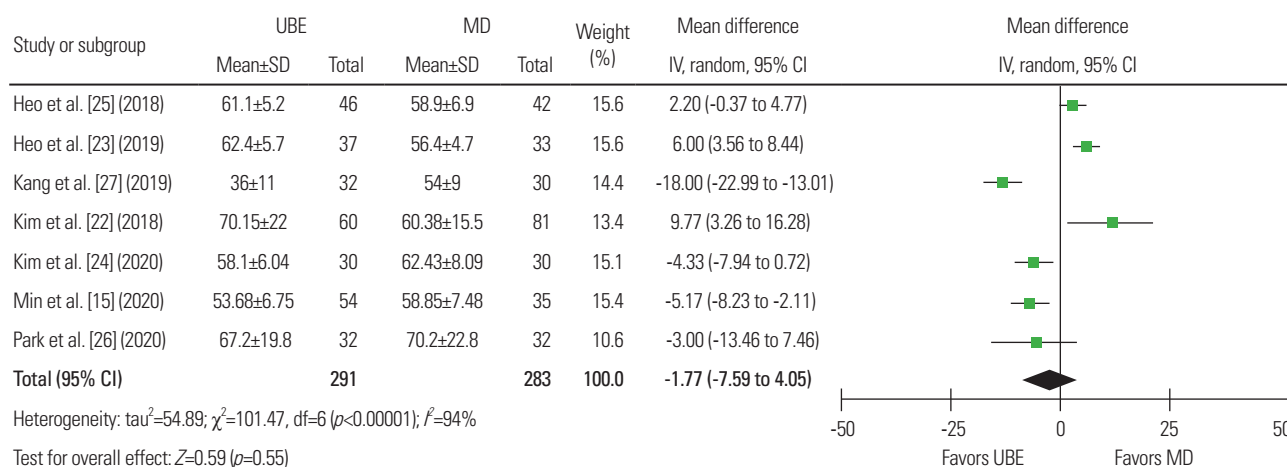 Study or subgroup UBE MD Weight (%) Mean difference Mean difference
Mean±SD Total Mean±SD Total IV, random, 95% CI IV, random, 95% CI
Heo et al. [25] (2018) 61.1±5.2 46 58.9±6.9 42 15.6 2.20 (-0.37 to 4.77)
Heo et al. [23] (2019) 62.4±5.7 37 56.4±4.7 33 15.6 6.00 (3.56 to 8.44)
Kang et al. [27] (2019) 36±11 32 54±9 30 14.4 -18.00 (-22.99 to -13.01)
Kim et al. [22] (2018) 70.15±22 60 60.38±15.5 81 13.4 9.77 (3.26 to 16.28)
Kim et al. [24] (2020) 58.1±6.04 30 62.43±8.09 30 15.1 -4.33 (-7.94 to 0.72)
Min et al. [15] (2020) 53.68±6.75 54 58.85±7.48 35 15.4 -5.17 (-8.23 to -2.11)
Park et al. [26] (2020) 67.2±19.8 32 70.2±22.8 32 10.6 -3.00 (-13.46 to 7.46)
Total (95% CI) 291 283 100.0 -1.77 (-7.59 to 4.05)
Heterogeneity: tau²=54.89; χ²=101.47, df=6 (p<0.00001); I²=94%
-50 -25 0 25 50
Test for overall effect: Z=0.59 (p=0.55) Favors UBE Favors MD